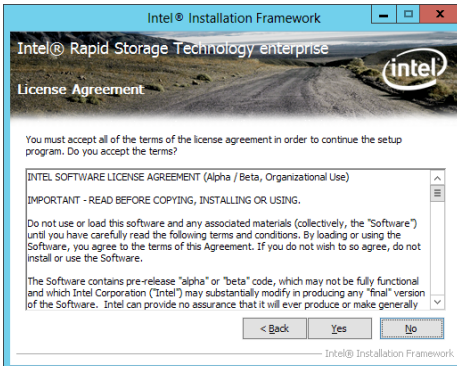 Intel® Installation Framework
Intel® Rapid Storage Technology enterprise
intel
License Agreement
You must accept all of the terms of the license agreement in order to continue the setup
program. Do you accept the terms?
INTEL SOFTWARE LICENSE AGREEMENT (Alpha / Beta, Organizational Use)
IMPORTANT - READ BEFORE COPYING, INSTALLING OR USING.
Do not use or load this software and any associated materials (collectively, the "Software")
until you have carefully read the following terms and conditions. By loading or using the
Software, you agree to the terms of this Agreement. If you do not wish to so agree, do not
install or use the Software.
The Software contains pre-release "alpha" or "beta" code, which may not be fully functional
and which Intel Corporation ("Intel") may substantially modify in producing any "final" version
of the Software. Intel can provide no assurance that it will ever produce or make generally
< Back Yes No
Intel® Installation Framework